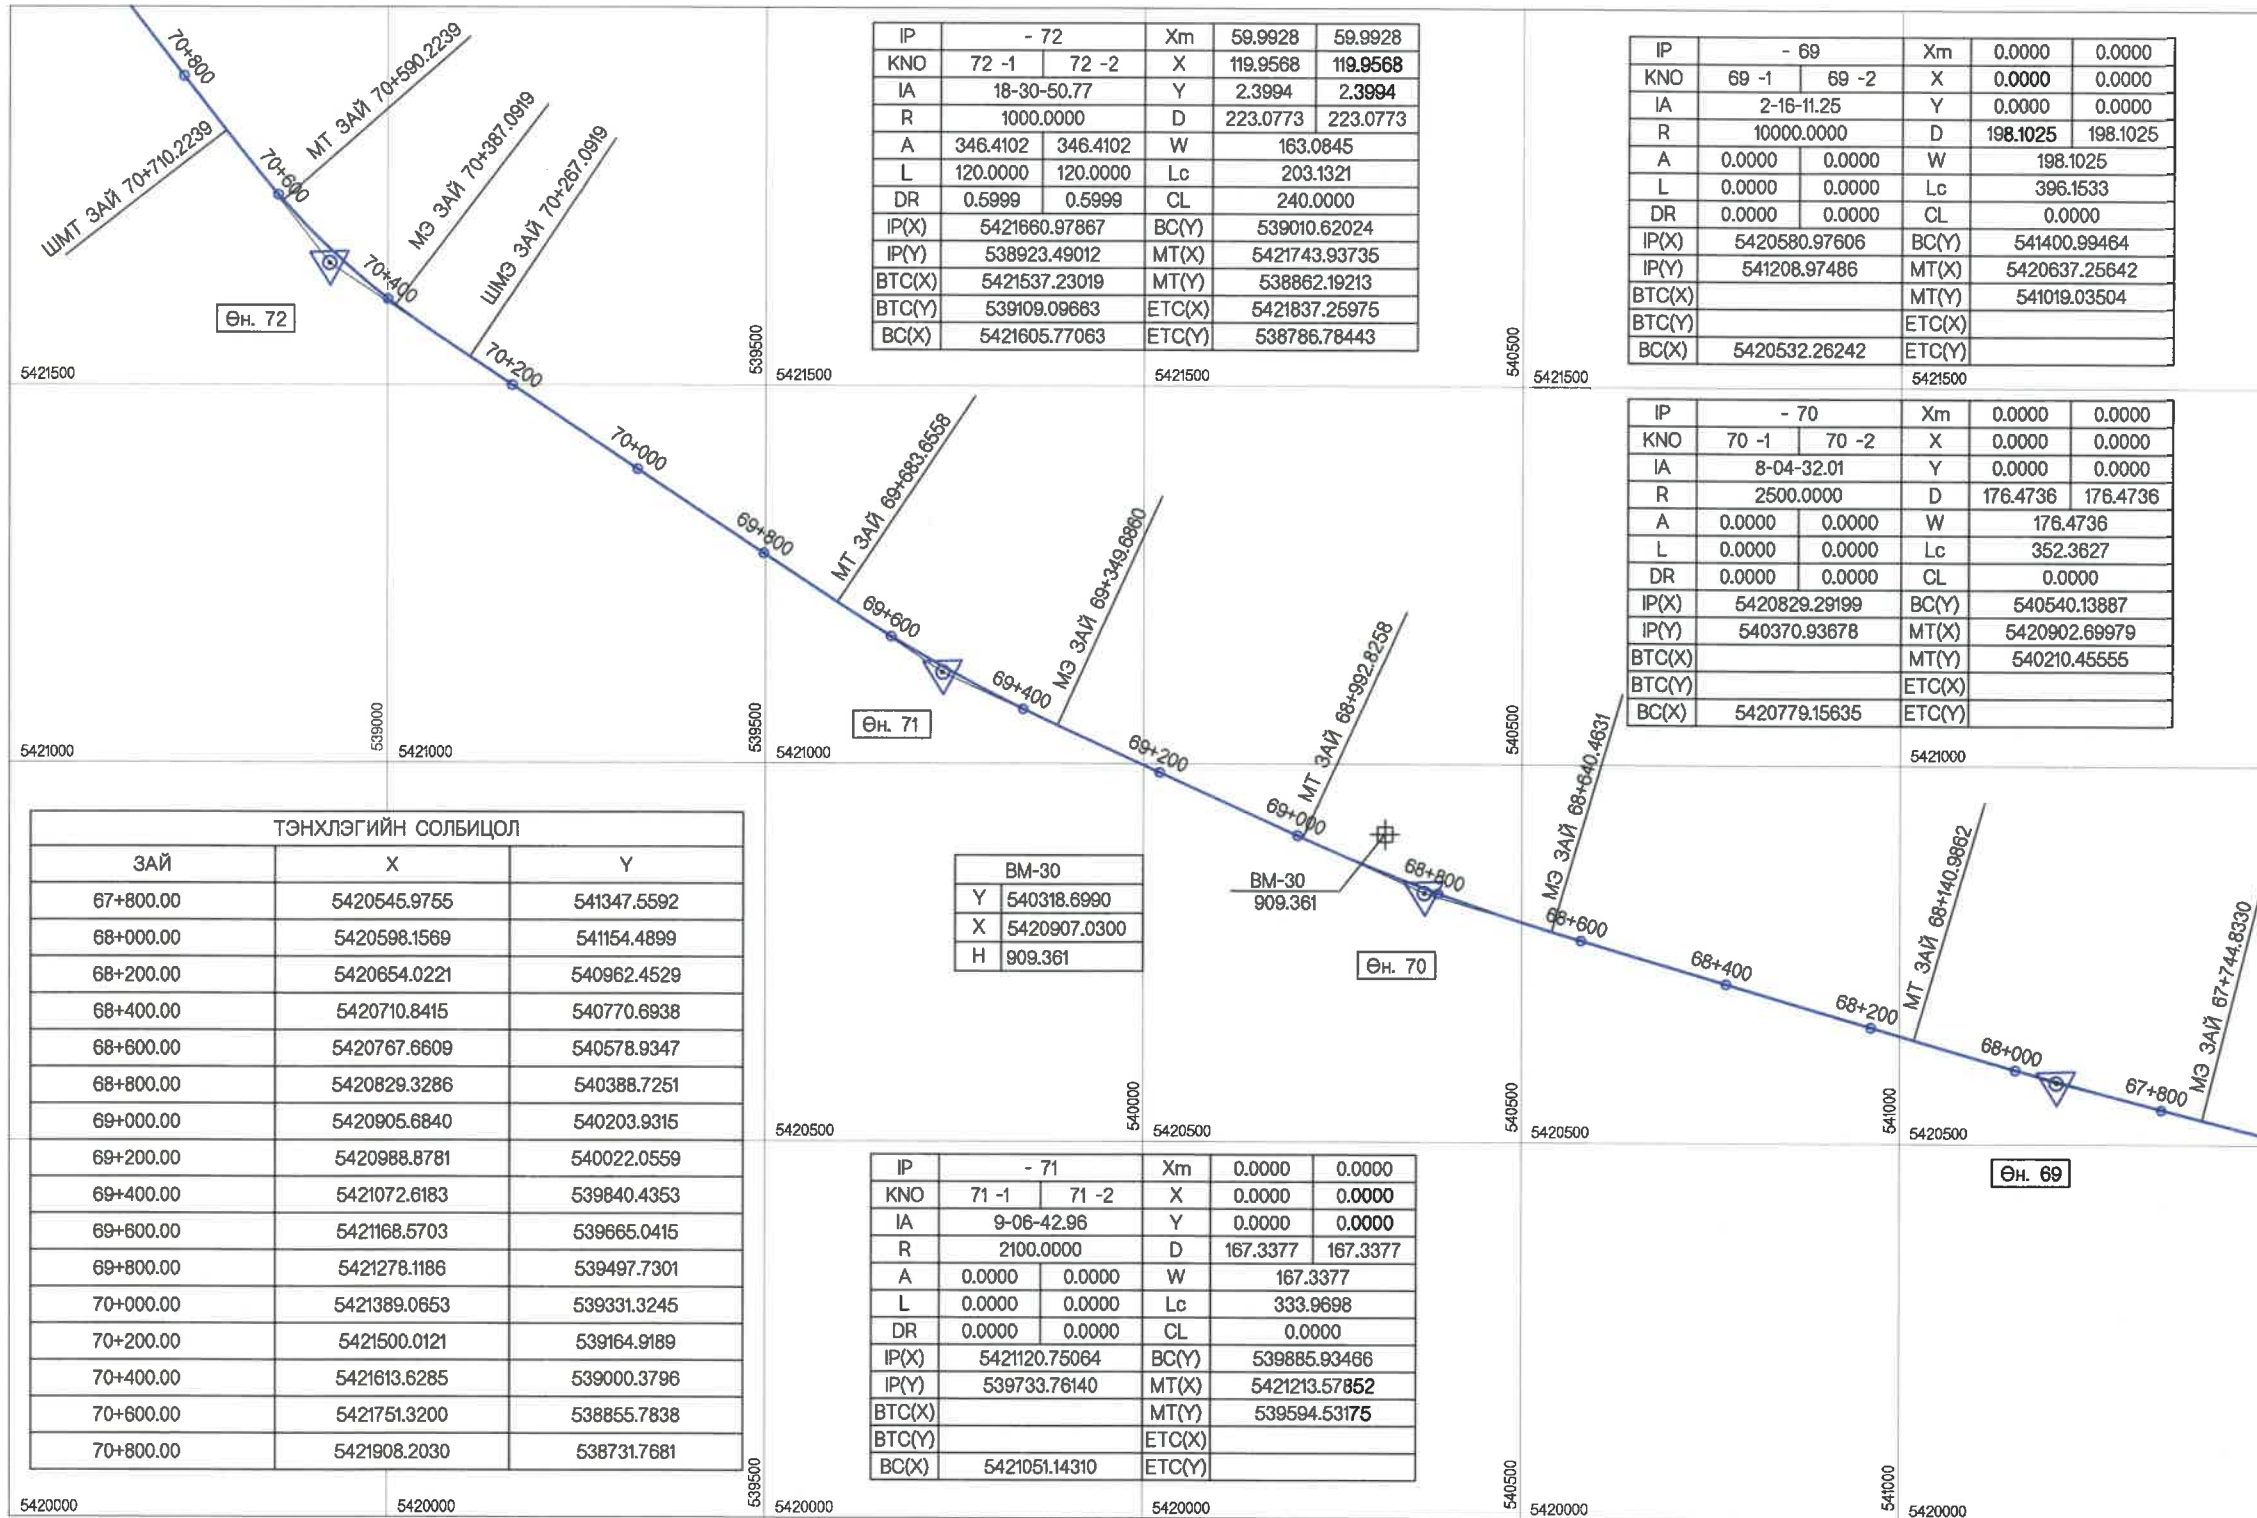 70+800
ШМТ ЗАЙ 70+710.2239
70+600
МТ ЗАЙ 70+590.2239
70+400
МЭ ЗАЙ 70+387.0919
ШМЭ ЗАЙ 70+267.0919
70+200
70+000
69+800
МТ ЗАЙ 69+683.6558
69+600
69+400
МЭ ЗАЙ 69+349.6860
69+200
69+000
МТ ЗАЙ 68+992.8258
68+800
МЭ ЗАЙ 68+640.4631
68+600
68+400
68+200
МТ ЗАЙ 68+140.9862
68+000
67+800
МЭ ЗАЙ 67+744.8330
Өн. 72
Өн. 71
Өн. 70
Өн. 69
IP - 72 Xm 59.9928 59.9928
KNO 72 -1 72 -2 X 119.9568 119.9568
IA 18-30-50.77 Y 2.3994 2.3994
R 1000.0000 D 223.0773 223.0773
A 346.4102 346.4102 W 163.0845
L 120.0000 120.0000 Lc 203.1321
DR 0.5999 0.5999 CL 240.0000
IP(X) 5421660.97867 BC(Y) 539010.62024
IP(Y) 538923.49012 MT(X) 5421743.93735
BTC(X) 5421537.23019 MT(Y) 538862.19213
BTC(Y) 539109.09663 ETC(X) 5421837.25975
BC(X) 5421605.77063 ETC(Y) 538786.78443
IP - 69 Xm 0.0000 0.0000
KNO 69 -1 69 -2 X 0.0000 0.0000
IA 2-16-11.25 Y 0.0000 0.0000
R 10000.0000 D 198.1025 198.1025
A 0.0000 0.0000 W 198.1025
L 0.0000 0.0000 Lc 396.1533
DR 0.0000 0.0000 CL 0.0000
IP(X) 5420580.97606 BC(Y) 541400.99464
IP(Y) 541208.97486 MT(X) 5420637.25642
BTC(X) MT(Y) 541019.03504
BTC(Y) ETC(X)
BC(X) 5420532.26242 ETC(Y)
539500
540500
5421500 5421500 5421500 5421500 5421500
IP - 70 Xm 0.0000 0.0000
KNO 70 -1 70 -2 X 0.0000 0.0000
IA 8-04-32.01 Y 0.0000 0.0000
R 2500.0000 D 176.4736 176.4736
A 0.0000 0.0000 W 176.4736
L 0.0000 0.0000 Lc 352.3627
DR 0.0000 0.0000 CL 0.0000
IP(X) 5420829.29199 BC(Y) 540540.13887
IP(Y) 540370.93678 MT(X) 5420902.69979
BTC(X) MT(Y) 540210.45555
BTC(Y) ETC(X)
BC(X) 5420779.15635 ETC(Y)
539000
539500
540500
5421000 5421000 5421000 5421000
ТЭНХЛЭГИЙН СОЛБИЦОЛ
ЗАЙ X Y
67+800.00 5420545.9755 541347.5592
68+000.00 5420598.1569 541154.4899
68+200.00 5420654.0221 540962.4529
68+400.00 5420710.8415 540770.6938
68+600.00 5420767.6609 540578.9347
68+800.00 5420829.3286 540388.7251
69+000.00 5420905.6840 540203.9315
69+200.00 5420988.8781 540022.0559
69+400.00 5421072.6183 539840.4353
69+600.00 5421168.5703 539665.0415
69+800.00 5421278.1186 539497.7301
70+000.00 5421389.0653 539331.3245
70+200.00 5421500.0121 539164.9189
70+400.00 5421613.6285 539000.3796
70+600.00 5421751.3200 538855.7838
70+800.00 5421908.2030 538731.7681
BM-30
Y 540318.6990
X 5420907.0300
H 909.361
BM-30
909.361
540000
540500
541000
5420500 5420500 5420500 5420500
IP - 71 Xm 0.0000 0.0000
KNO 71 -1 71 -2 X 0.0000 0.0000
IA 9-06-42.96 Y 0.0000 0.0000
R 2100.0000 D 167.3377 167.3377
A 0.0000 0.0000 W 167.3377
L 0.0000 0.0000 Lc 333.9698
DR 0.0000 0.0000 CL 0.0000
IP(X) 5421120.75064 BC(Y) 539885.93466
IP(Y) 539733.76140 MT(X) 5421213.57852
BTC(X) MT(Y) 539594.53175
BTC(Y) ETC(X)
BC(X) 5421051.14310 ETC(Y)
539500
540500
541000
5420000 5420000 5420000 5420000 5420000 5420000